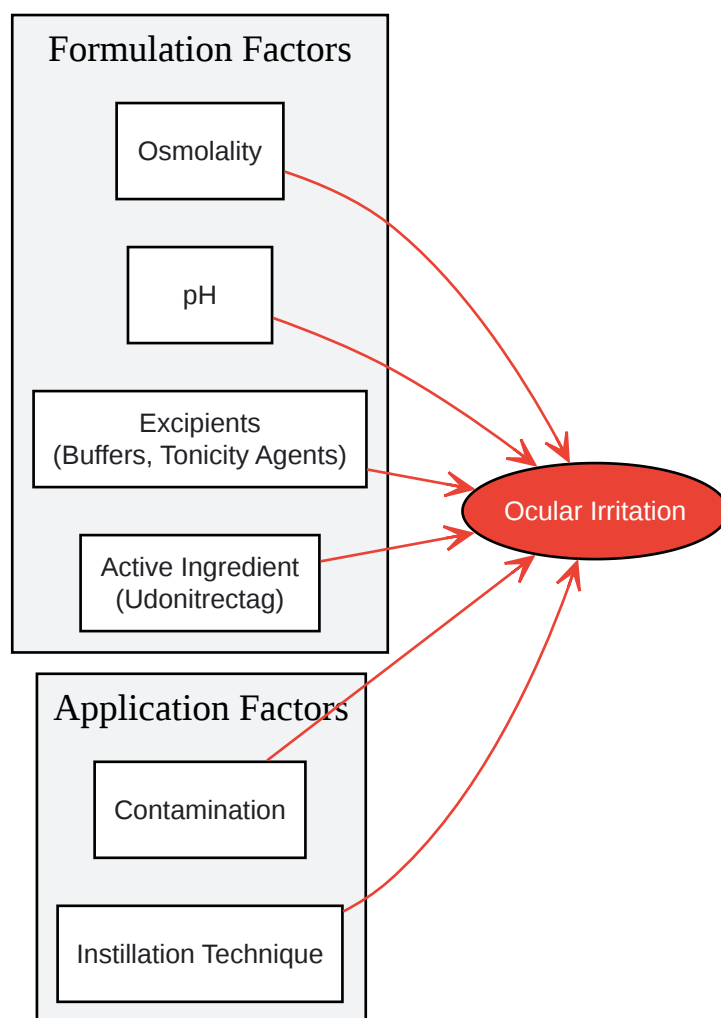 Formulation Factors
Osmolality
pH
Excipients
(Buffers, Tonicity Agents)
Active Ingredient
(Udonitrectag)
Ocular Irritation
Application Factors
Contamination
Instillation Technique